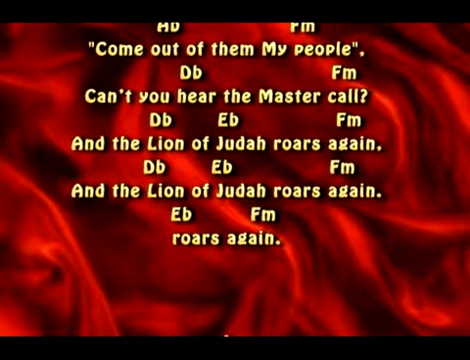 Ab Fm
"Come out of them My people",
Db Fm
Can't you hear the Master call?
Db Eb Fm
And the Lion of Judah roars again,
Db Eb Fm
And the Lion of Judah roars again.
Eb Fm
roars again.